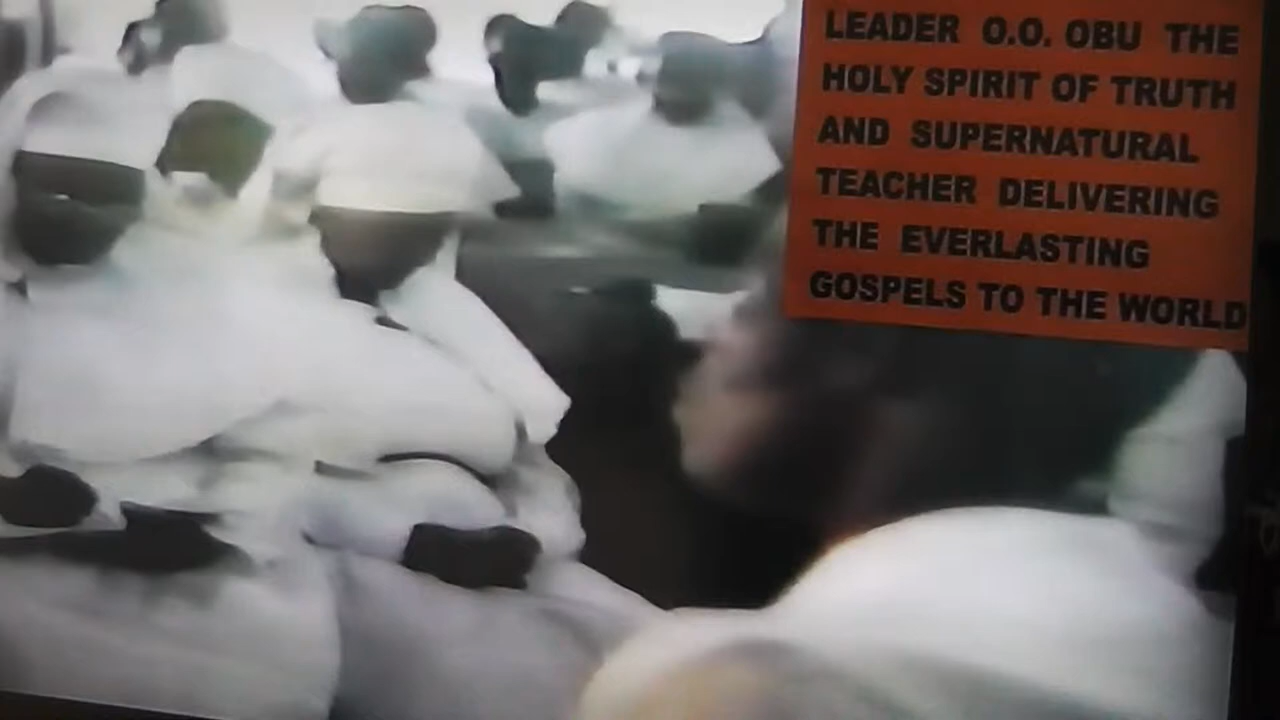 LEADER O.O. OBU THE
HOLY SPIRIT OF TRUTH
AND SUPERNATURAL
TEACHER DELIVERING
THE EVERLASTING
GOSPELS TO THE WORLD